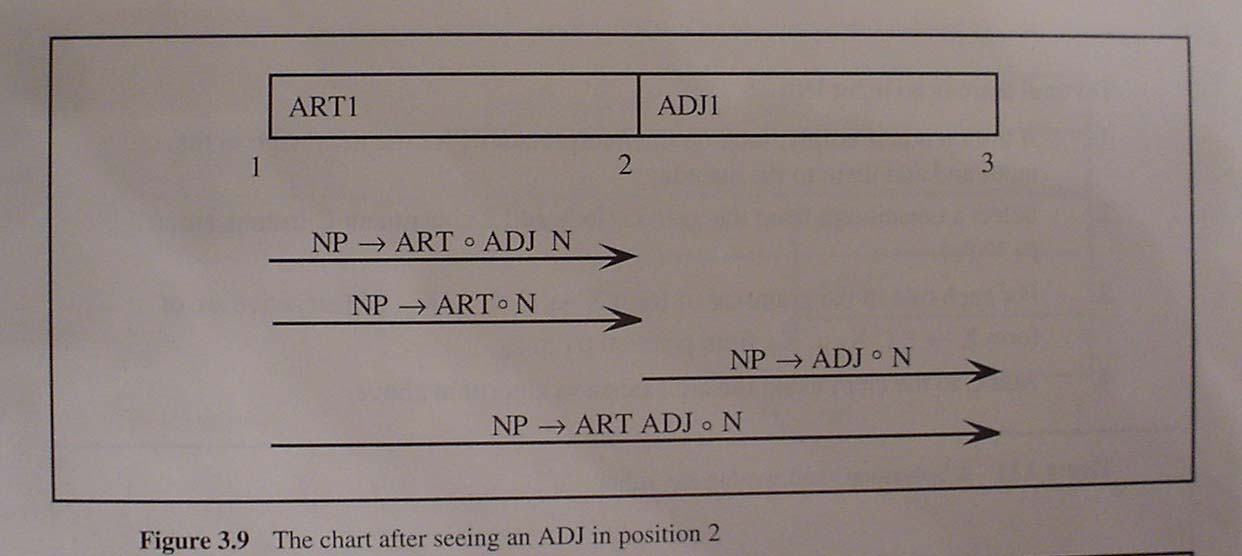 ART1 ADJ1
1 2 3
NP → ART ∘ ADJ N
NP → ART ∘ N
NP → ADJ ∘ N
NP → ART ADJ ∘ N
Figure 3.9 The chart after seeing an ADJ in position 2